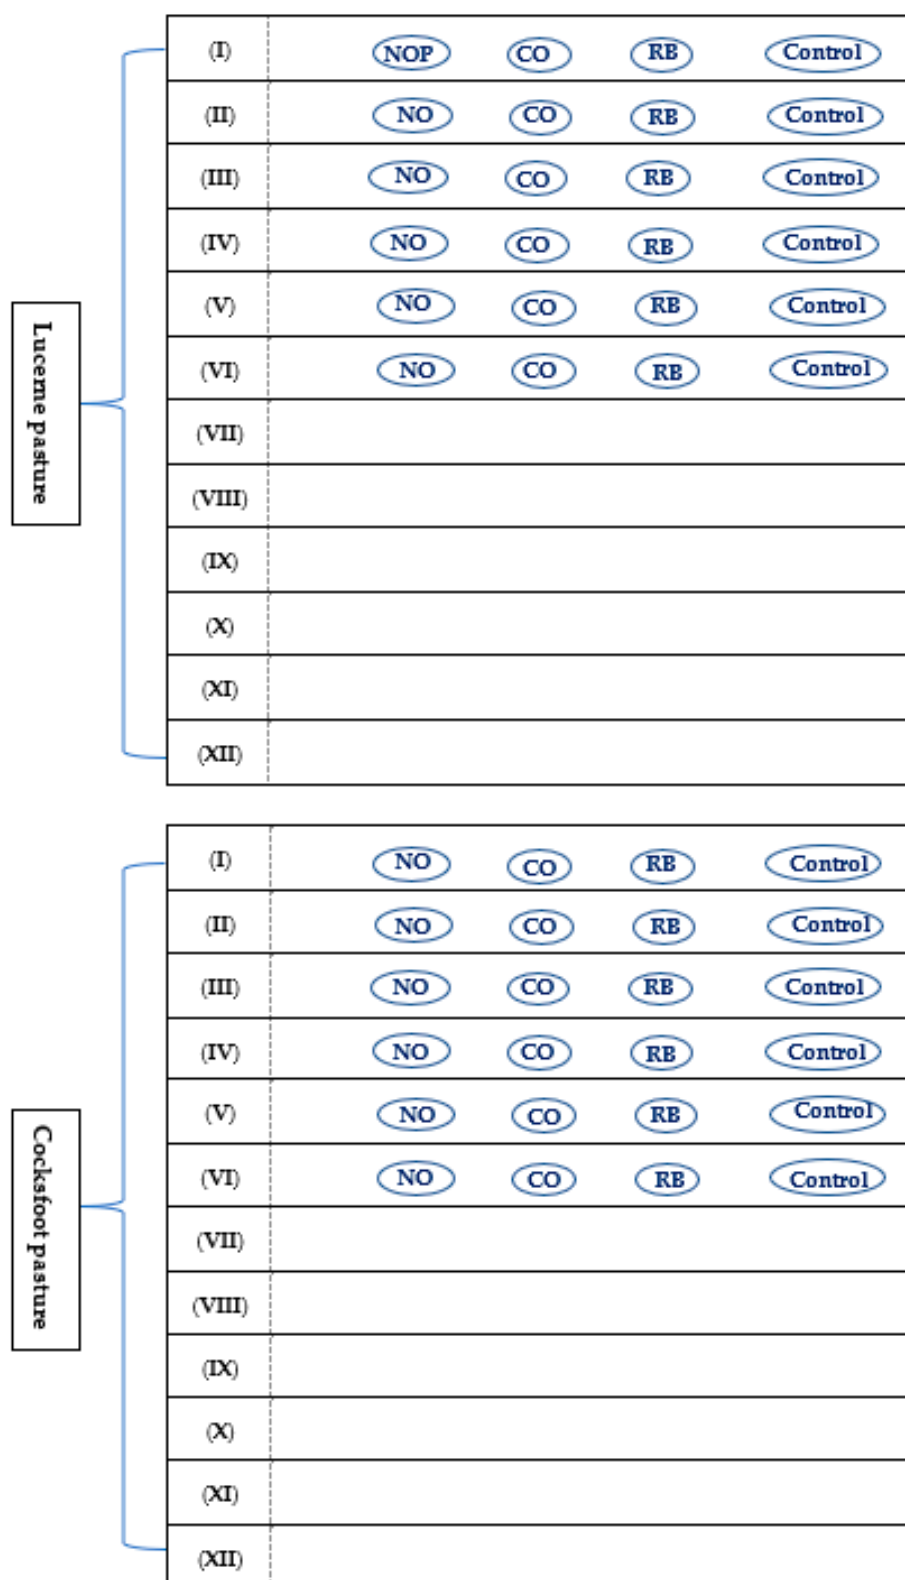 (I) NOP CO RB Control
(II) NO CO RB Control
(III) NO CO RB Control
(IV) NO CO RB Control
(V) NO CO RB Control
(VI) NO CO RB Control
(VII)
(VIII)
(IX)
(X)
(XI)
(XII)
Lucerne pasture
(I) NO CO RB Control
(II) NO CO RB Control
(III) NO CO RB Control
(IV) NO CO RB Control
(V) NO CO RB Control
(VI) NO CO RB Control
(VII)
(VIII)
(IX)
(X)
(XI)
(XII)
Cocksfoot pasture